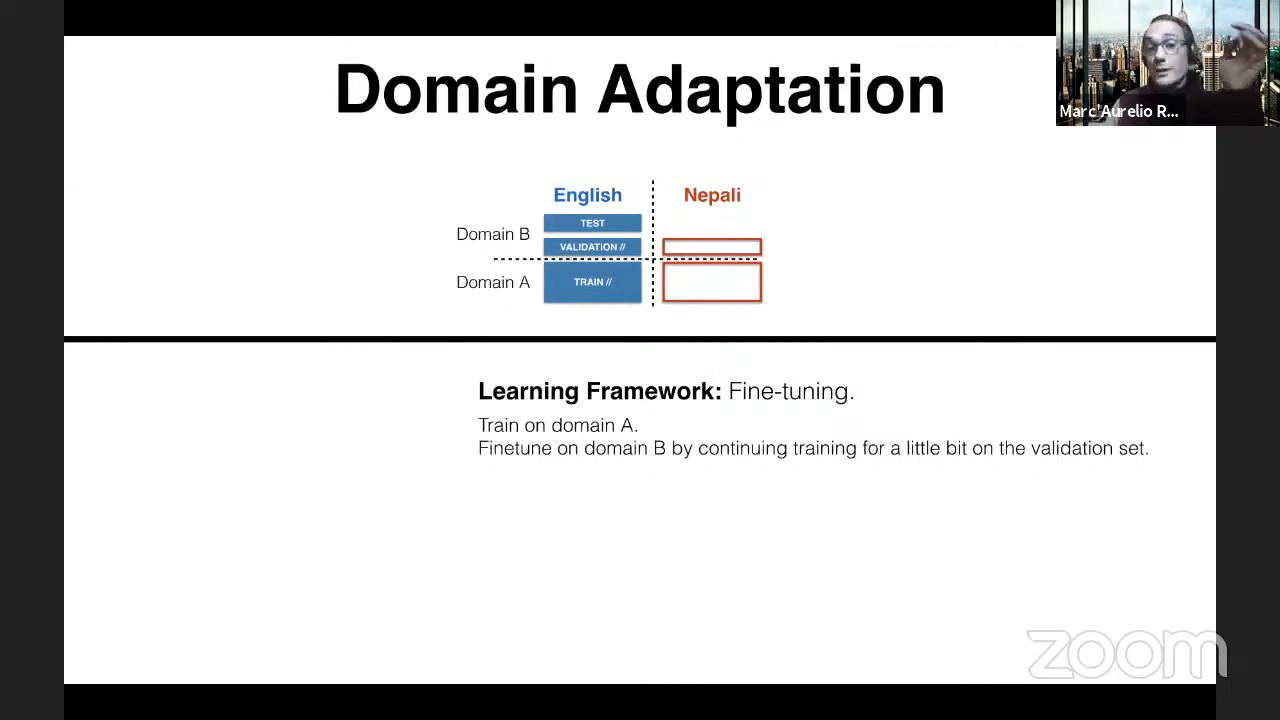 Domain Adaptation
Marc'Aurelio R...
English
Nepali
Domain B
TEST
VALIDATION //
Domain A
TRAIN //
Learning Framework: Fine-tuning.
Train on domain A.
Finetune on domain B by continuing training for a little bit on the validation set.
zoom